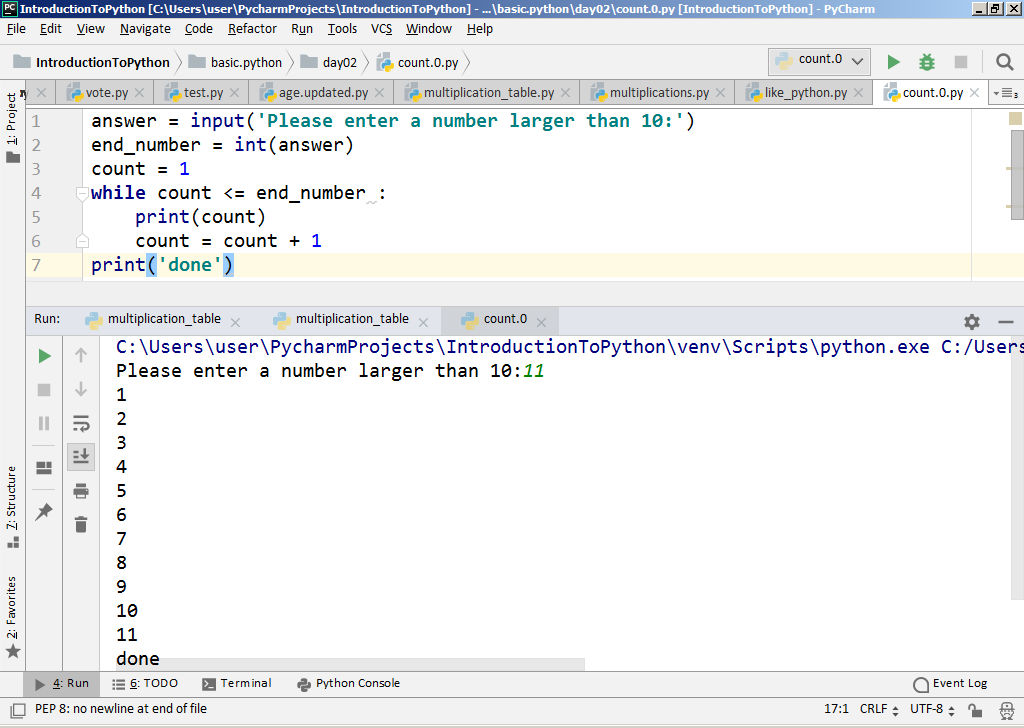 IntroductionToPython [C:\Users\user\PycharmProjects\IntroductionToPython] - ...\basic.python\day02\count.0.py [IntroductionToPython] - PyCharm
File Edit View Navigate Code Refactor Run Tools VCS Window Help
IntroductionToPython basic.python day02 count.0.py count.0
y vote.py test.py age.updated.py multiplication_table.py multiplications.py like_python.py count.0.py 3
1: Project
1 answer = input('Please enter a number larger than 10:')
2 end_number = int(answer)
3 count = 1
4 while count <= end_number :
5 print(count)
6 count = count + 1
7 print('done')
Run: multiplication_table multiplication_table count.0
C:\Users\user\PycharmProjects\IntroductionToPython\venv\Scripts\python.exe C:/Users
Please enter a number larger than 10:11
1
2
3
4
5
6
7
8
9
10
11
done
7: Structure
2: Favorites
4: Run 6: TODO Terminal Python Console Event Log
PEP 8: no newline at end of file 17:1 CRLF UTF-8